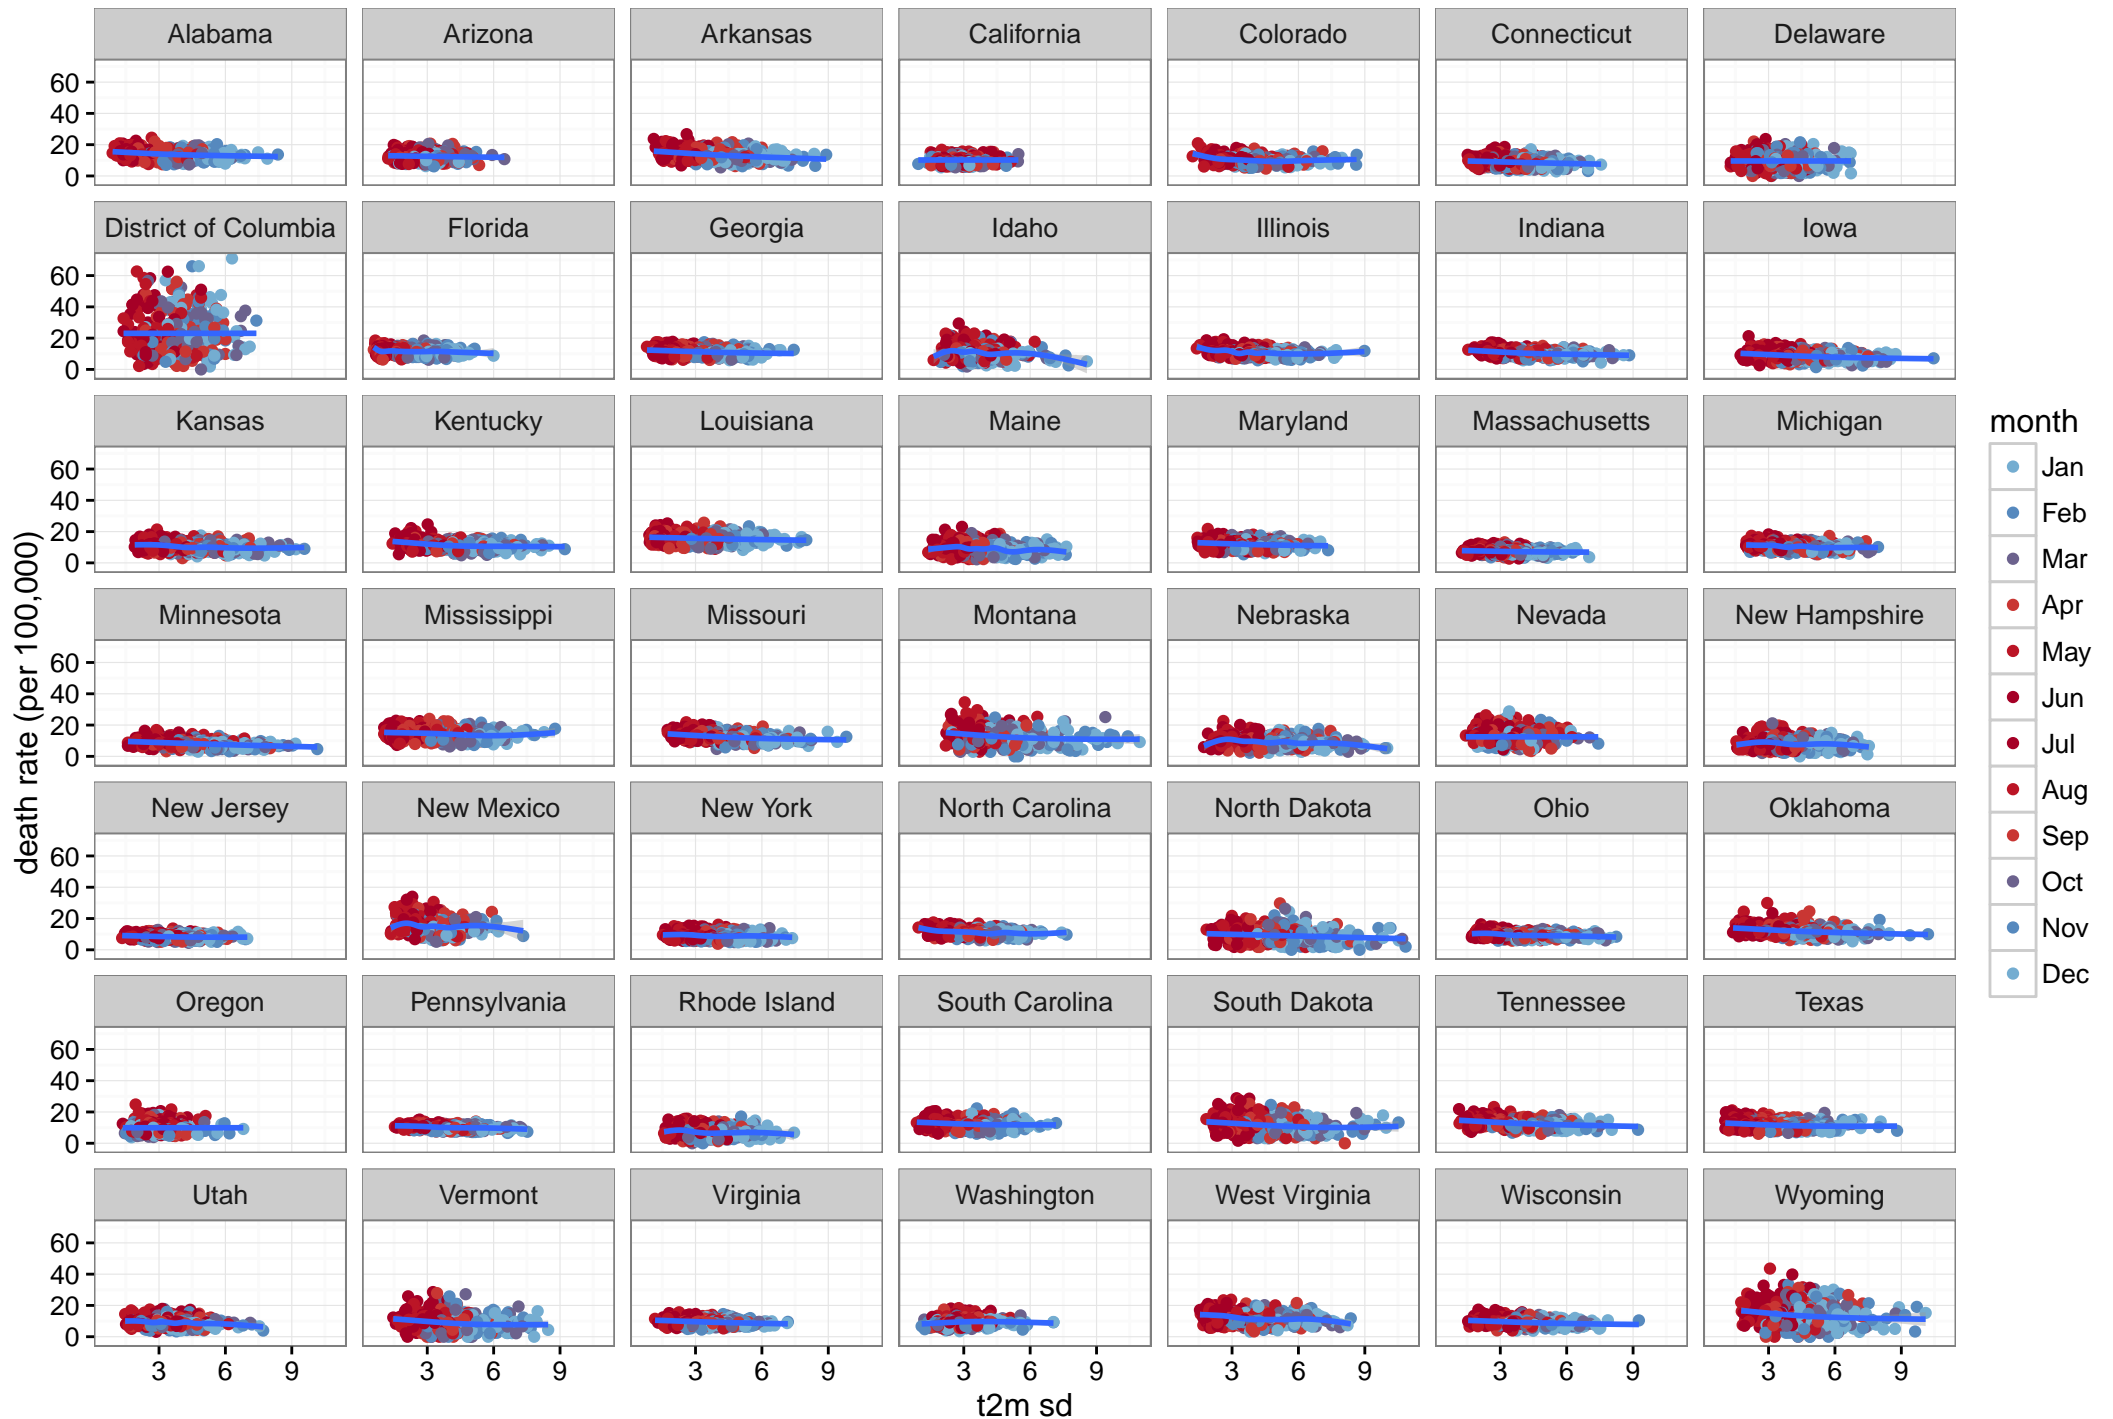 Alabama Arizona Arkansas California Colorado Connecticut Delaware
60
40
20
0
District of Columbia Florida Georgia Idaho Illinois Indiana Iowa
60
40
20
0
Kansas Kentucky Louisiana Maine Maryland Massachusetts Michigan
60
40
20
0
Minnesota Mississippi Missouri Montana Nebraska Nevada New Hampshire
60
40
20
0
New Jersey New Mexico New York North Carolina North Dakota Ohio Oklahoma
60
40
20
0
Oregon Pennsylvania Rhode Island South Carolina South Dakota Tennessee Texas
60
40
20
0
Utah Vermont Virginia Washington West Virginia Wisconsin Wyoming
60
40
20
0
3 6 9 3 6 9 3 6 9 3 6 9 3 6 9 3 6 9 3 6 9
t2m sd
death rate (per 100,000)
month
Jan
Feb
Mar
Apr
May
Jun
Jul
Aug
Sep
Oct
Nov
Dec